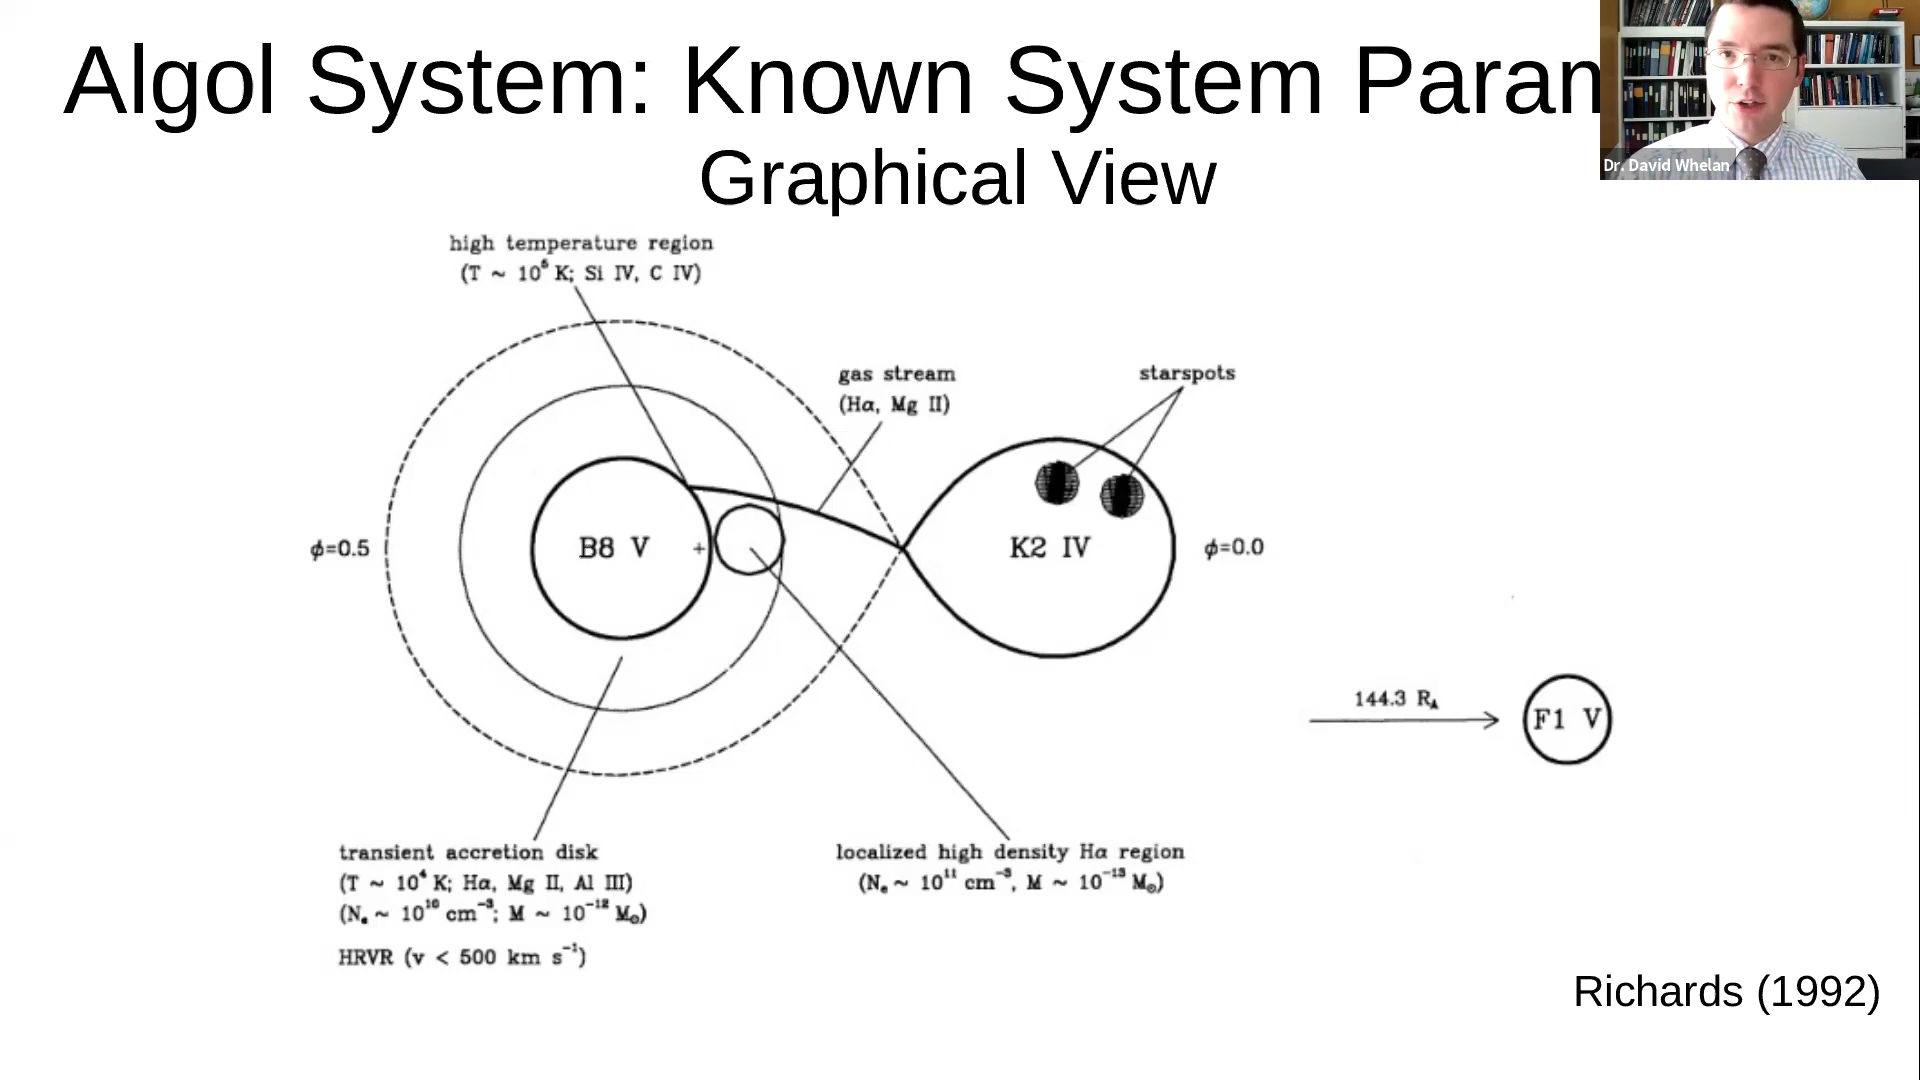 Algol System: Known System Param
Graphical View
Dr. David Whelan
high temperature region
(T ~ 10⁵ K; Si IV, C IV)
gas stream
(Hα, Mg II)
starspots
ϕ=0.5
B8 V
+
K2 IV
ϕ=0.0
144.3 R_A
F1 V
transient accretion disk
(T ~ 10⁴ K; Hα, Mg II, Al III)
(Nₑ ~ 10¹⁰ cm⁻³; M ~ 10⁻¹² M☉)
HRVR (v < 500 km s⁻¹)
localized high density Hα region
(Nₑ ~ 10¹¹ cm⁻³, M ~ 10⁻¹³ M☉)
Richards (1992)